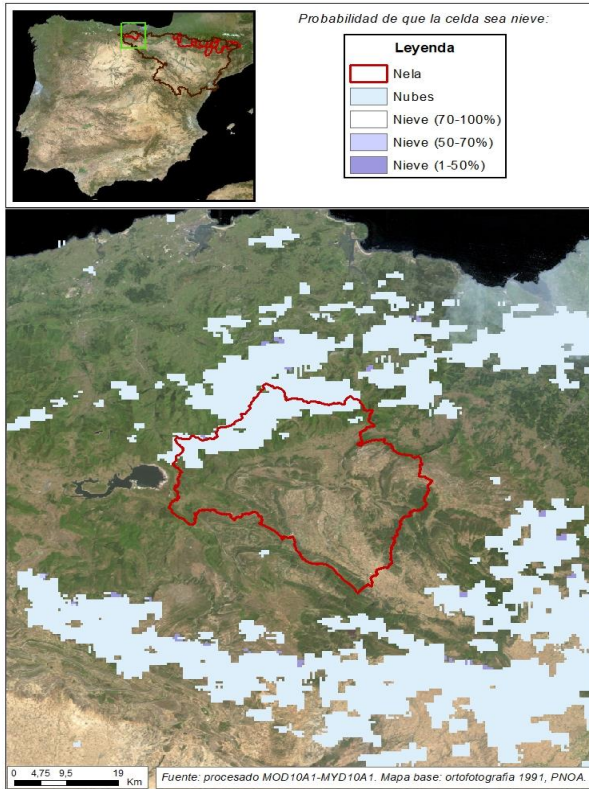 Probabilidad de que la celda sea nieve:
Leyenda
Nela
Nubes
Nieve (70-100%)
Nieve (50-70%)
Nieve (1-50%)
0 4,75 9,5 19
Km
Fuente: procesado MOD10A1-MYD10A1. Mapa base: ortofotografia 1991, PNOA.